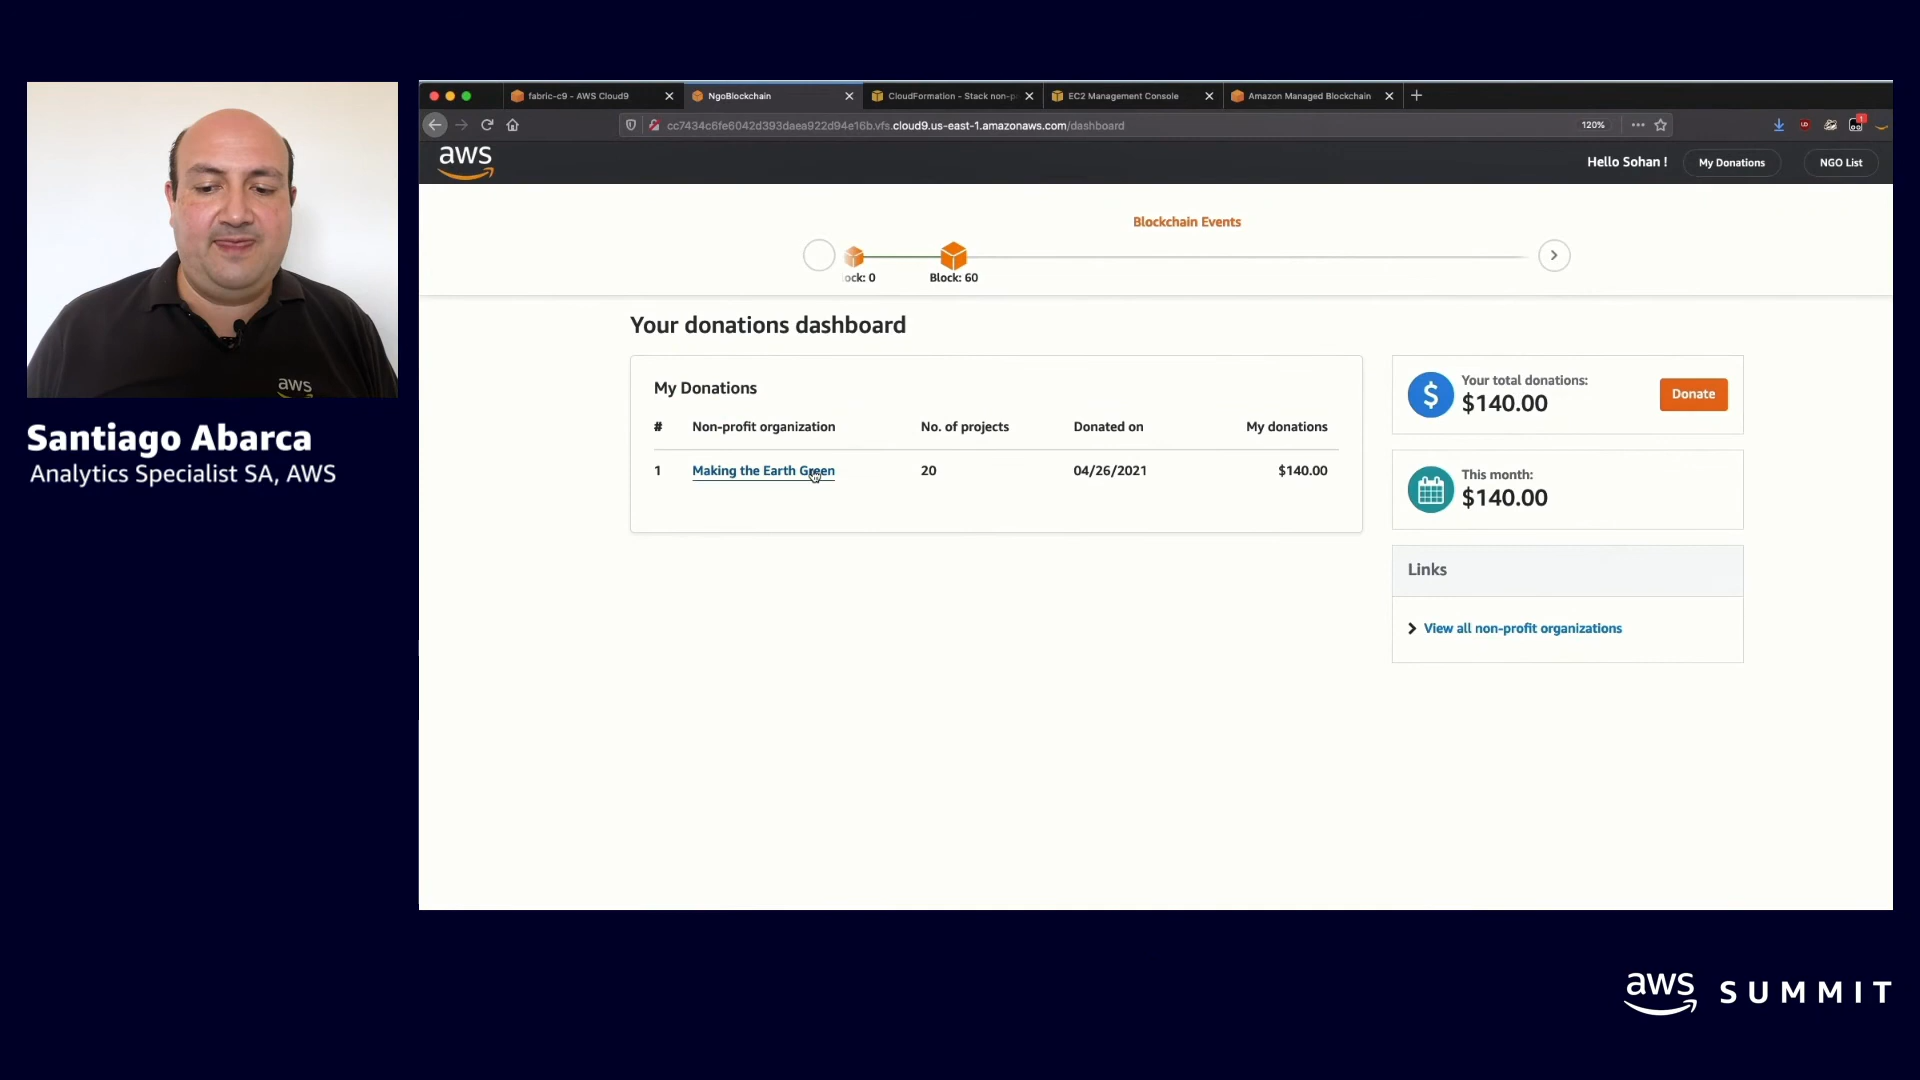 fabric-c9 - AWS Cloud9
NgoBlockchain
CloudFormation - Stack non-p
EC2 Management Console
Amazon Managed Blockchain
cc7434c6fe6042d393daea922d94e16b.vfs.cloud9.us-east-1.amazonaws.com/dashboard
120%
aws
Hello Sohan !
My Donations
NGO List
Blockchain Events
ock: 0
Block: 60
Your donations dashboard
My Donations
# Non-profit organization No. of projects Donated on My donations
1 Making the Earth Green 20 04/26/2021 $140.00
Your total donations:
$140.00
Donate
This month:
$140.00
Links
View all non-profit organizations
aws
Santiago Abarca
Analytics Specialist SA, AWS
aws SUMMIT